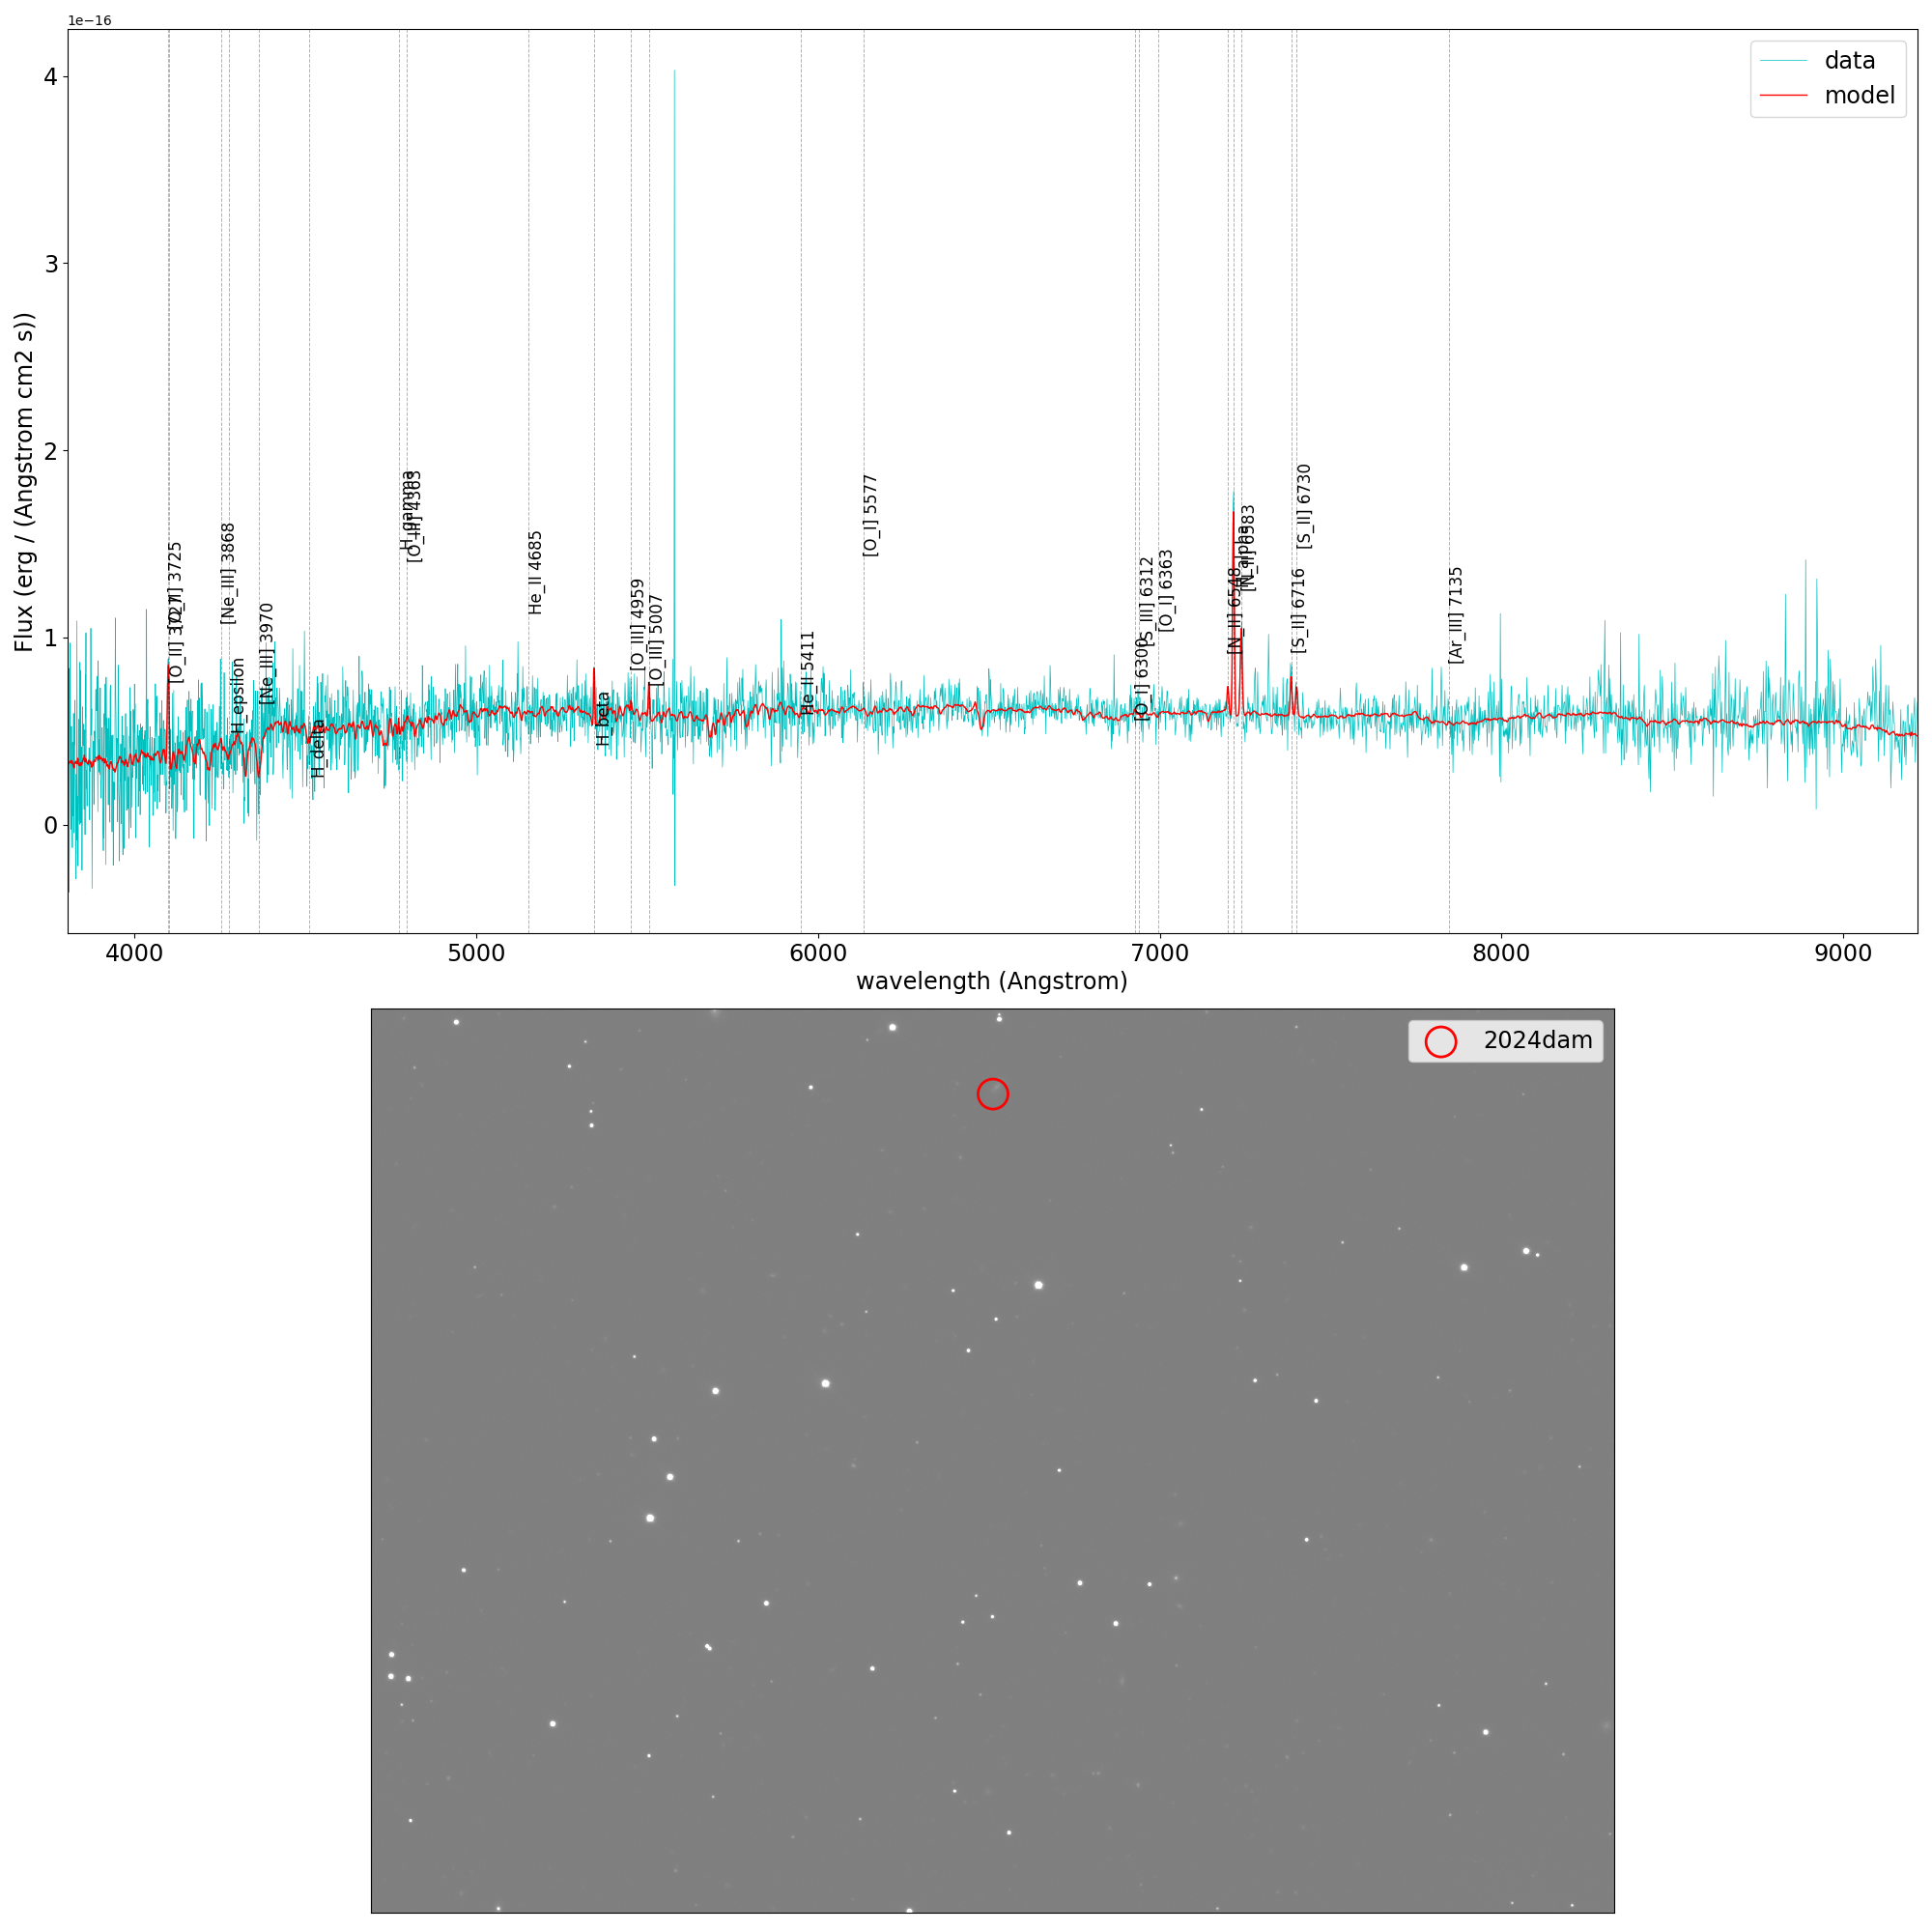 1e−16
Flux (erg / (Angstrom cm2 s))
4
3
2
1
0
data
model
[O_II] 3725
[O_II] 3727
[Ne_III] 3868
H_epsilon
[Ne_III] 3970
H_delta
H_gamma
[O_III] 4363
He_II 4685
H_beta
[O_III] 4959
[O_III] 5007
He_II 5411
[O_I] 5577
[O_I] 6300
[S_III] 6312
[O_I] 6363
[N_II] 6548
H_alpha
[N_II] 6583
[S_II] 6716
[S_II] 6730
[Ar_III] 7135
4000 5000 6000 7000 8000 9000
wavelength (Angstrom)
2024dam